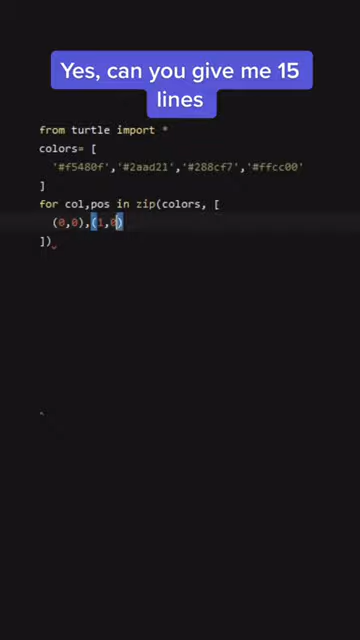 Yes, can you give me 15
lines
from turtle import *
colors= [
'#f5480f','#2aad21','#288cf7','#ffcc00'
]
for col,pos in zip(colors, [
(0,0),(1,0)
])